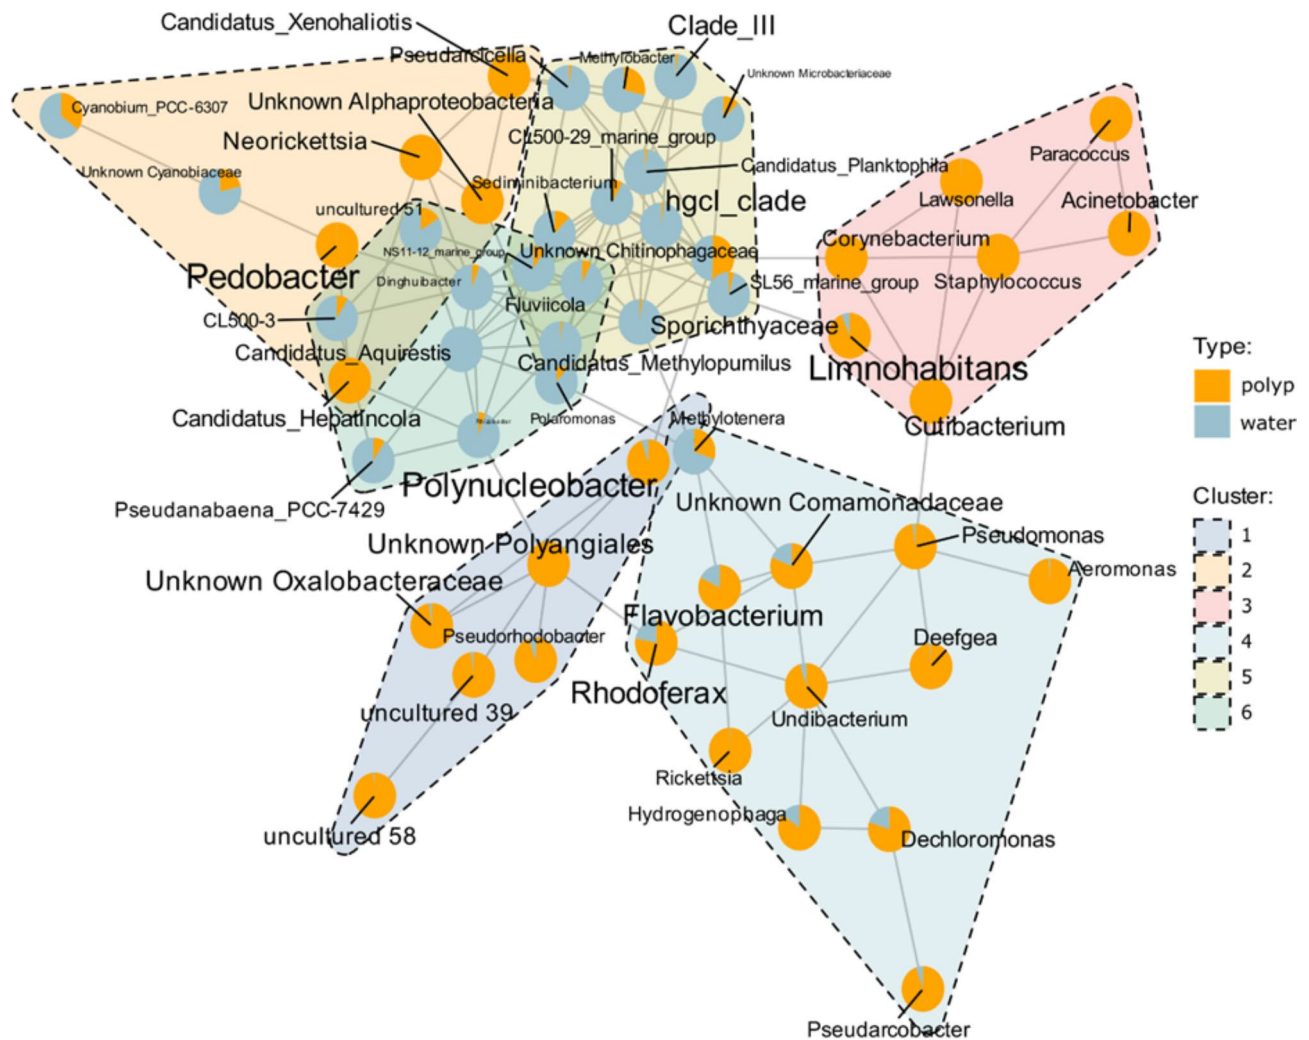 Candidatus_Xenohaliotis
Clade_III
Pseudarcicella
Methylobacter
Unknown Microbacteriaceae
Cyanobium_PCC-6307
Unknown Alphaproteobacteria
Neorickettsia
CL500-29_marine_group
Candidatus_Planktophila
Paracoccus
Unknown Cyanobiaceae
Sediminibacterium
Lawsonella
uncultured 51
hgcI_clade
Acinetobacter
NS11-12_marine_group
Unknown Chitinophagaceae
Corynebacterium
Pedobacter
Dinghuibacter
SL56_marine_group
Staphylococcus
Fluviicola
CL500-3
Sporichthyaceae
Candidatus_Aquirestis
Candidatus_Methylopumilus
Limnohabitans
Candidatus_Hepatincola
Polaromonas
Methylotenera
Cutibacterium
Polynucleobacter
Pseudanabaena_PCC-7429
Unknown Comamonadaceae
Unknown Polyangiales
Pseudomonas
Unknown Oxalobacteraceae
Aeromonas
Flavobacterium
Pseudorhodobacter
Deefgea
Rhodoferax
uncultured 39
Undibacterium
Rickettsia
Hydrogenophaga
uncultured 58
Dechloromonas
Pseudarcobacter
Type:
polyp
water
Cluster:
1
2
3
4
5
6